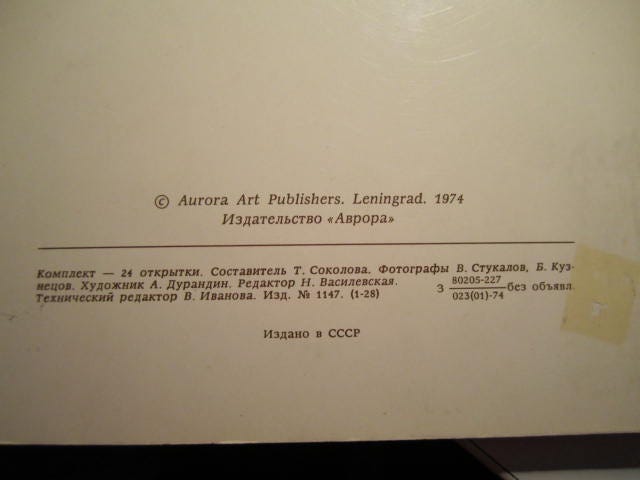 © Aurora Art Publishers. Leningrad. 1974
Издательство «Аврора»
Комплект — 24 открытки. Составитель Т. Соколова. Фотографы В. Стукалов, Б. Куз-
нецов. Художник А. Дурандин. Редактор Н. Василевская.
Технический редактор В. Иванова. Изд. № 1147. (1-28)
З 80205-227 / 023(01)-74 без объявл.
Издано в СССР